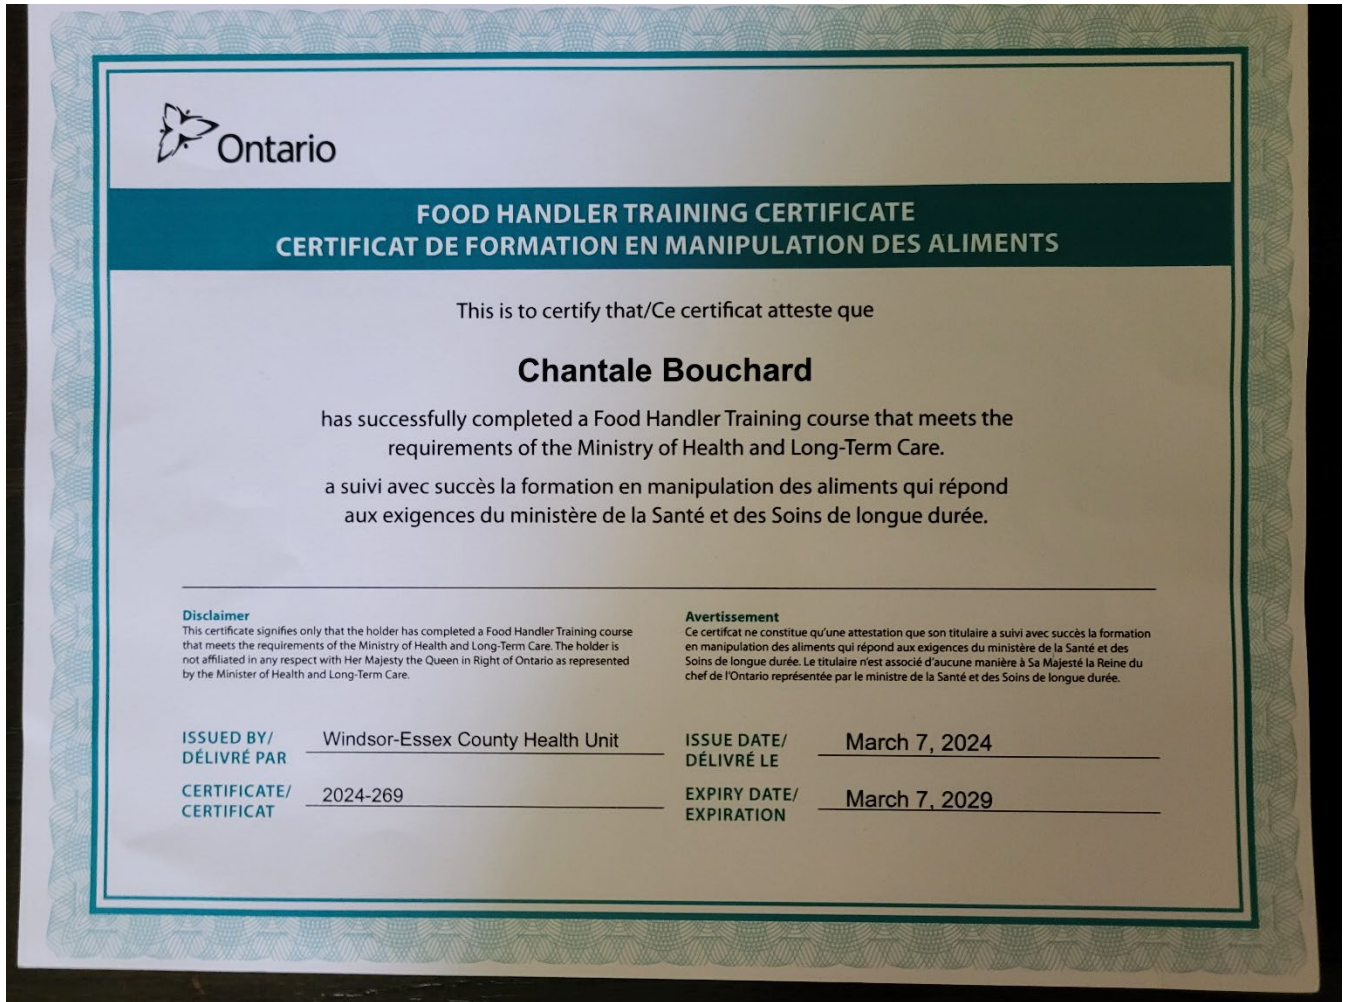 Ontario
FOOD HANDLER TRAINING CERTIFICATE
CERTIFICAT DE FORMATION EN MANIPULATION DES ALIMENTS
This is to certify that/Ce certificat atteste que
Chantale Bouchard
has successfully completed a Food Handler Training course that meets the
requirements of the Ministry of Health and Long-Term Care.
a suivi avec succès la formation en manipulation des aliments qui répond
aux exigences du ministère de la Santé et des Soins de longue durée.
Disclaimer
This certificate signifies only that the holder has completed a Food Handler Training course
that meets the requirements of the Ministry of Health and Long-Term Care. The holder is
not affiliated in any respect with Her Majesty the Queen in Right of Ontario as represented
by the Minister of Health and Long-Term Care.
Avertissement
Ce certifcat ne constitue qu'une attestation que son titulaire a suivi avec succès la formation
en manipulation des aliments qui répond aux exigences du ministère de la Santé et des
Soins de longue durée. Le titulaire n'est associé d'aucune manière à Sa Majesté la Reine du
chef de l'Ontario représentée par le ministre de la Santé et des Soins de longue durée.
ISSUED BY/ Windsor-Essex County Health Unit
DÉLIVRÉ PAR
ISSUE DATE/ March 7, 2024
DÉLIVRÉ LE
CERTIFICATE/ 2024-269
CERTIFICAT
EXPIRY DATE/ March 7, 2029
EXPIRATION